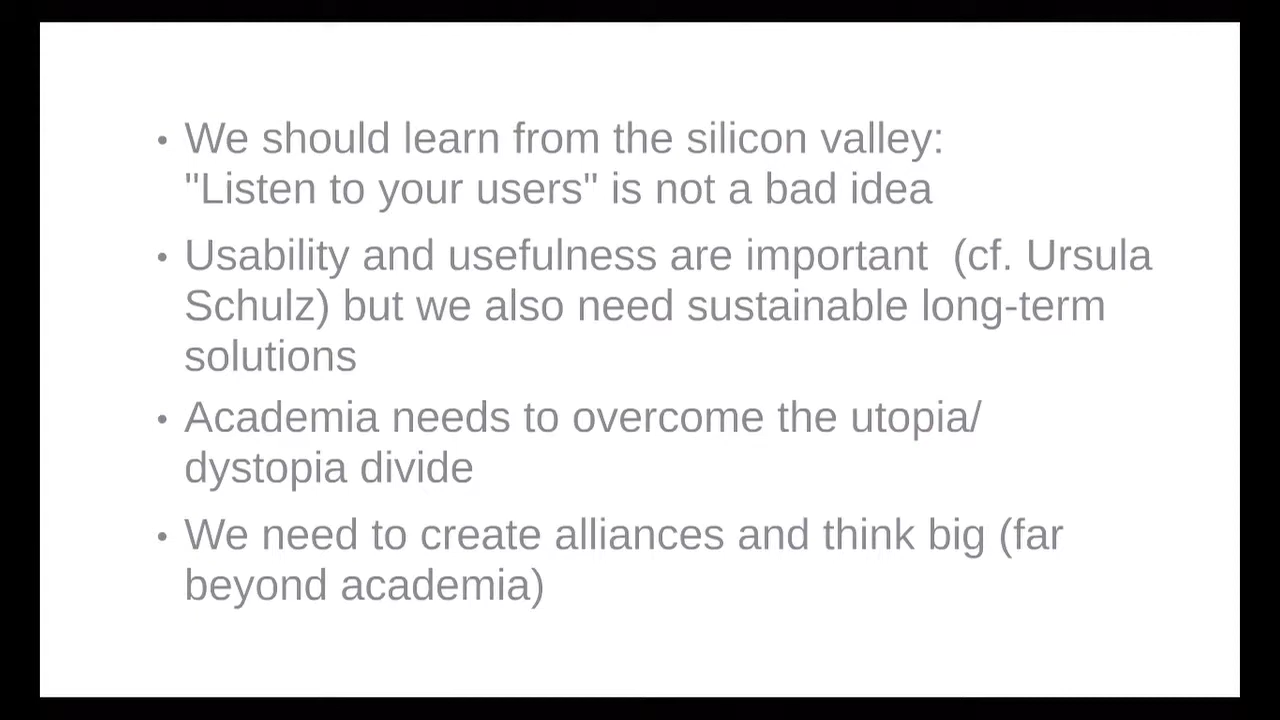 • We should learn from the silicon valley:
"Listen to your users" is not a bad idea
• Usability and usefulness are important  (cf. Ursula
Schulz) but we also need sustainable long-term
solutions
• Academia needs to overcome the utopia/
dystopia divide
• We need to create alliances and think big (far
beyond academia)